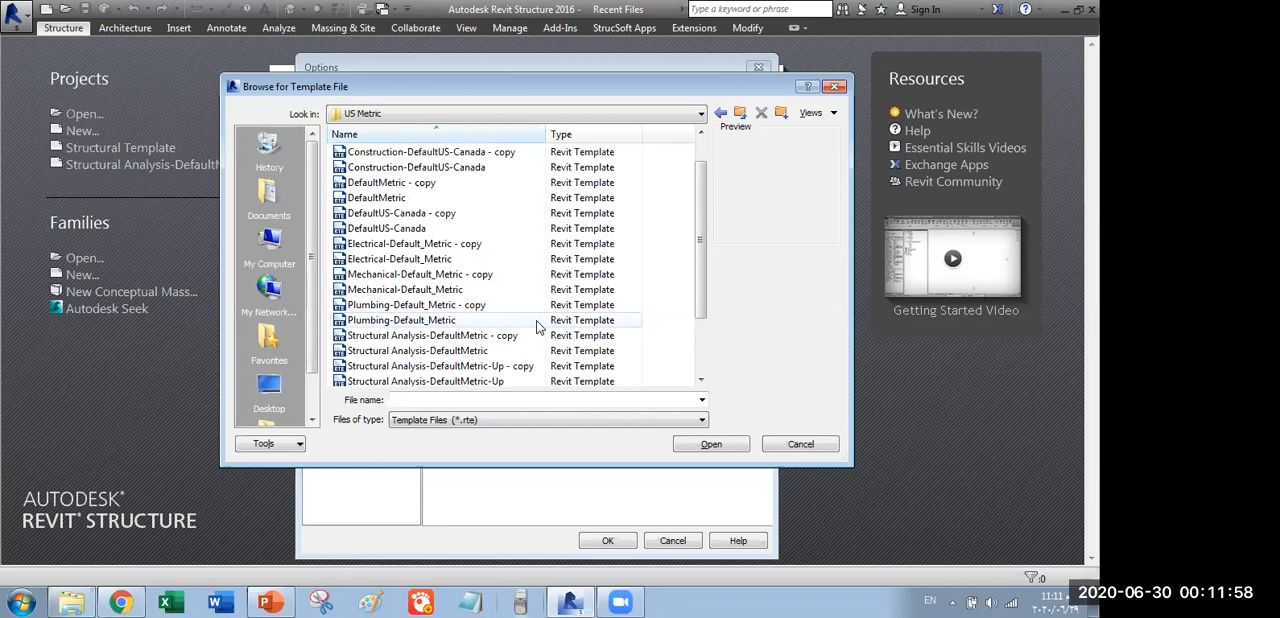 Autodesk Revit Structure 2016 -
Recent Files
Type a keyword or phrase
Sign In
Structure
Architecture
Insert
Annotate
Analyze
Massing & Site
Collaborate
View
Manage
Add-Ins
StrucSoft Apps
Extensions
Modify
Projects
Open...
New...
Structural Template
Structural Analysis-DefaultM
Families
Open...
New...
New Conceptual Mass...
Autodesk Seek
AUTODESK®
REVIT® STRUCTURE
Options
Browse for Template File
Look in:
US Metric
Views
Preview
Name
Type
Construction-DefaultUS-Canada - copy
Revit Template
Construction-DefaultUS-Canada
Revit Template
DefaultMetric - copy
Revit Template
DefaultMetric
Revit Template
DefaultUS-Canada - copy
Revit Template
DefaultUS-Canada
Revit Template
Electrical-Default_Metric - copy
Revit Template
Electrical-Default_Metric
Revit Template
Mechanical-Default_Metric - copy
Revit Template
Mechanical-Default_Metric
Revit Template
Plumbing-Default_Metric - copy
Revit Template
Plumbing-Default_Metric
Revit Template
Structural Analysis-DefaultMetric - copy
Revit Template
Structural Analysis-DefaultMetric
Revit Template
Structural Analysis-DefaultMetric-Up - copy
Revit Template
Structural Analysis-DefaultMetric-Up
Revit Template
History
Documents
My Computer
My Network...
Favorites
Desktop
File name:
Files of type:
Template Files (*.rte)
Tools
Open
Cancel
OK
Cancel
Help
Resources
What's New?
Help
Essential Skills Videos
Exchange Apps
Revit Community
Getting Started Video
:0
EN
2020-06-30 00:11:58